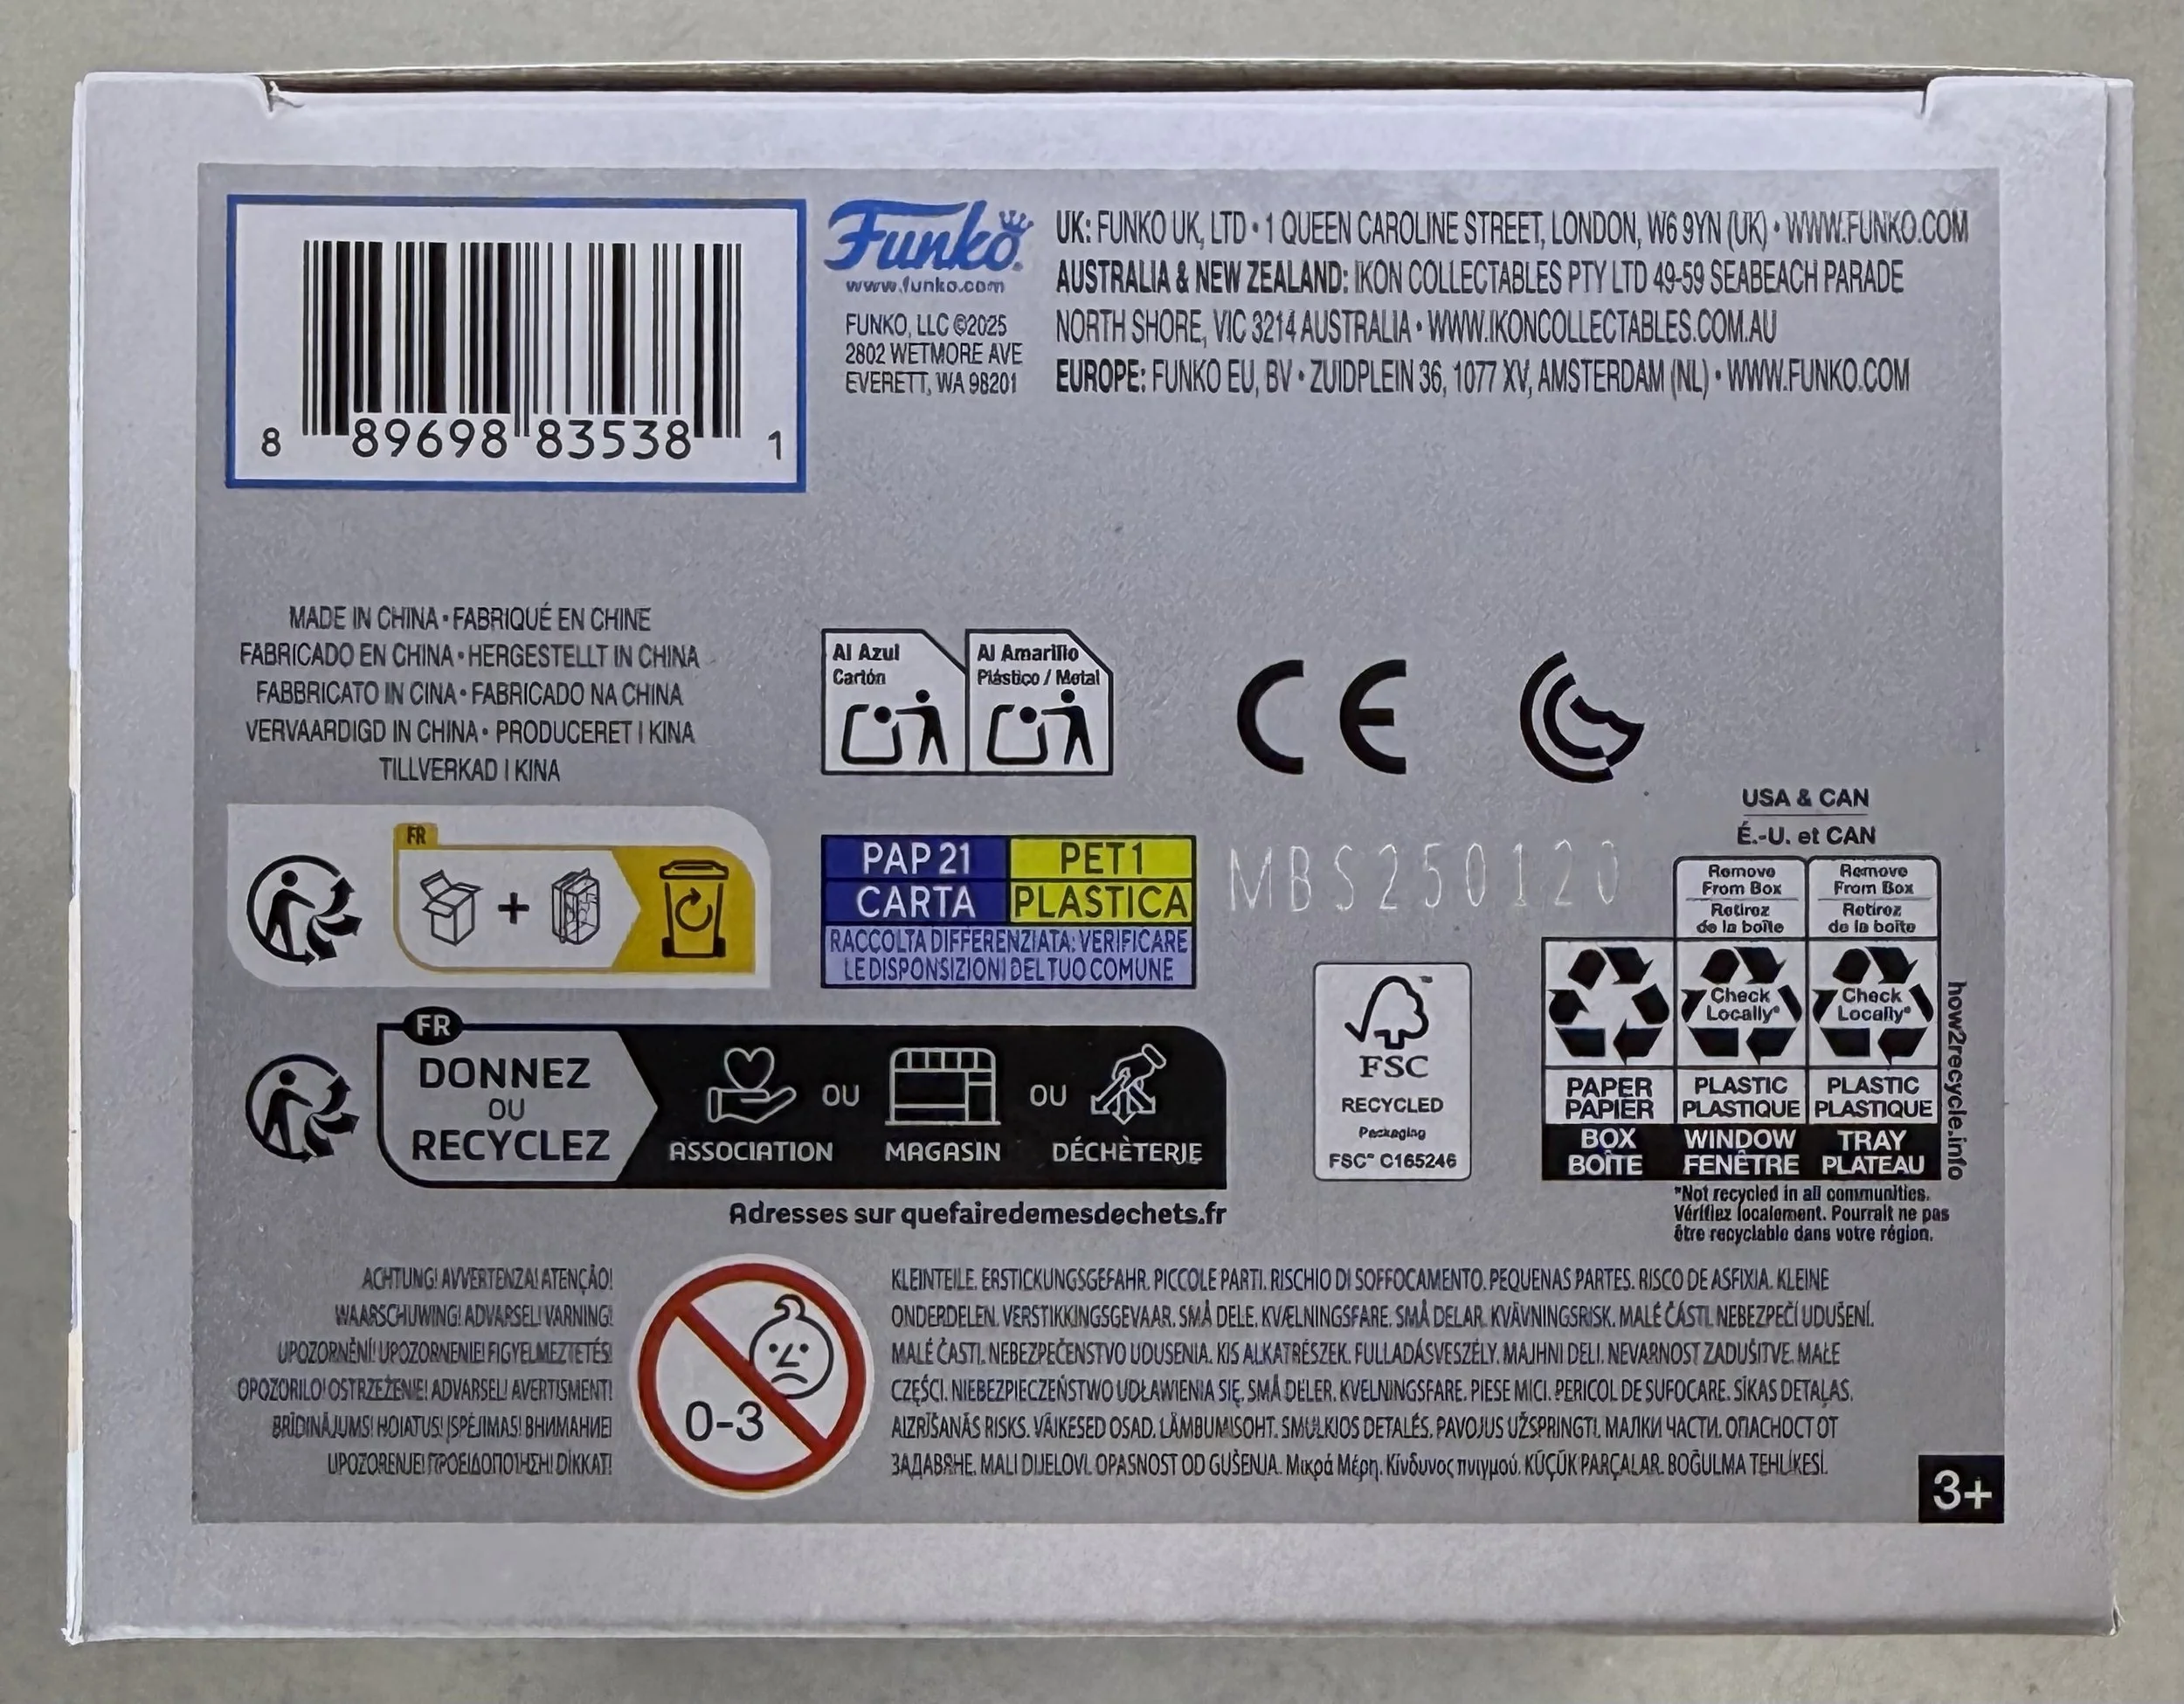 8 89698 83538 1
Funko
www.funko.com
FUNKO, LLC ©2025
2802 WETMORE AVE
EVERETT, WA 98201
UK: FUNKO UK, LTD • 1 QUEEN CAROLINE STREET, LONDON, W6 9YN (UK) • WWW.FUNKO.COM
AUSTRALIA & NEW ZEALAND: IKON COLLECTABLES PTY LTD 49-59 SEABEACH PARADE
NORTH SHORE, VIC 3214 AUSTRALIA • WWW.IKONCOLLECTABLES.COM.AU
EUROPE: FUNKO EU, BV • ZUIDPLEIN 36, 1077 XV, AMSTERDAM (NL) • WWW.FUNKO.COM
MADE IN CHINA • FABRIQUÉ EN CHINE
FABRICADO EN CHINA • HERGESTELLT IN CHINA
FABBRICATO IN CINA • FABRICADO NA CHINA
VERVAARDIGD IN CHINA • PRODUCERET I KINA
TILLVERKAD I KINA
Al Azul
Cartón
Al Amarillo
Plástico / Metal
CE
FR
PAP 21
CARTA
PET1
PLASTICA
RACCOLTA DIFFERENZIATA: VERIFICARE
LE DISPONSIZIONI DEL TUO COMUNE
MBS250120
USA & CAN
É.-U. et CAN
Remove
From Box
Retirez
de la boîte
Remove
From Box
Retirez
de la boîte
Check
Locally*
Check
Locally*
PAPER
PAPIER
PLASTIC
PLASTIQUE
PLASTIC
PLASTIQUE
BOX
BOÎTE
WINDOW
FENÊTRE
TRAY
PLATEAU
how2recycle.info
*Not recycled in all communities.
Vérifiez localement. Pourrait ne pas
être recyclable dans votre région.
FSC™
RECYCLED
Packaging
FSC® C165246
FR
DONNEZ
OU
RECYCLEZ
ASSOCIATION
OU
MAGASIN
OU
DÉCHÈTERIE
Adresses sur quefairedemesdechets.fr
ACHTUNG! AVVERTENZA! ATENÇÃO!
WAARSCHUWING! ADVARSEL! VARNING!
UPOZORNĚNÍ! UPOZORNENIE! FIGYELMEZTETÉS!
OPOZORILO! OSTRZEŻENIE! ADVARSEL! AVERTISMENT!
BRĪDINĀJUMS! HOIATUS! ĮSPĖJIMAS! ВНИМАНИЕ!
UPOZORENJE! ΠΡΟΕΙΔΟΠΟΙΗΣΗ! DİKKAT!
0-3
KLEINTEILE. ERSTICKUNGSGEFAHR. PICCOLE PARTI. RISCHIO DI SOFFOCAMENTO. PEQUENAS PARTES. RISCO DE ASFIXIA. KLEINE
ONDERDELEN. VERSTIKKINGSGEVAAR. SMÅ DELE. KVÆLNINGSFARE. SMÅ DELAR. KVÄVNINGSRISK. MALÉ ČÁSTI. NEBEZPEČÍ UDUŠENÍ.
MALÉ ČASTI. NEBEZPEČENSTVO UDUSENIA. KIS ALKATRÉSZEK. FULLADÁSVESZÉLY. MAJHNI DELI. NEVARNOST ZADUŠITVE. MAŁE
CZĘŚCI. NIEBEZPIECZEŃSTWO UDŁAWIENIA SIĘ. SMÅ DELER. KVELNINGSFARE. PIESE MICI. PERICOL DE SUFOCARE. SĪKAS DETAĻAS.
AIZRĪŠANĀS RISKS. VÄIKESED OSAD. LÄMBUMISOHT. SMULKIOS DETALĖS. PAVOJUS UŽSPRINGTI. МАЛКИ ЧАСТИ. ОПАСНОСТ ОТ
ЗАДАВЯНЕ. MALI DIJELOVI. OPASNOST OD GUŠENJA. Μικρά Μέρη. Κίνδυνος πνιγμού. KÜÇÜK PARÇALAR. BOĞULMA TEHLİKESİ.
3+